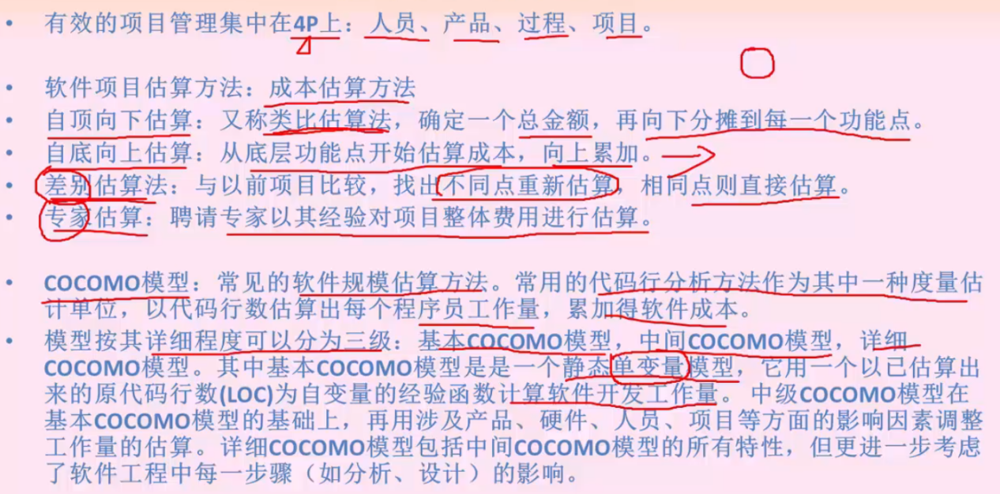 • 有效的项目管理集中在4P上：人员、产品、过程、项目。
• 软件项目估算方法：成本估算方法
• 自顶向下估算：又称类比估算法，确定一个总金额，再向下分摊到每一个功能点。
• 自底向上估算：从底层功能点开始估算成本，向上累加。
• 差别估算法：与以前项目比较，找出不同点重新估算，相同点则直接估算。
• 专家估算：聘请专家以其经验对项目整体费用进行估算。
• COCOMO模型：常见的软件规模估算方法。常用的代码行分析方法作为其中一种度量估
计单位，以代码行数估算出每个程序员工作量，累加得软件成本。
• 模型按其详细程度可以分为三级：基本COCOMO模型，中间COCOMO模型，详细
COCOMO模型。其中基本COCOMO模型是是一个静态单变量模型，它用一个以已估算出
来的原代码行数(LOC)为自变量的经验函数计算软件开发工作量。中级COCOMO模型在
基本COCOMO模型的基础上，再用涉及产品、硬件、人员、项目等方面的影响因素调整
工作量的估算。详细COCOMO模型包括中间COCOMO模型的所有特性，但更进一步考虑
了软件工程中每一步骤（如分析、设计）的影响。